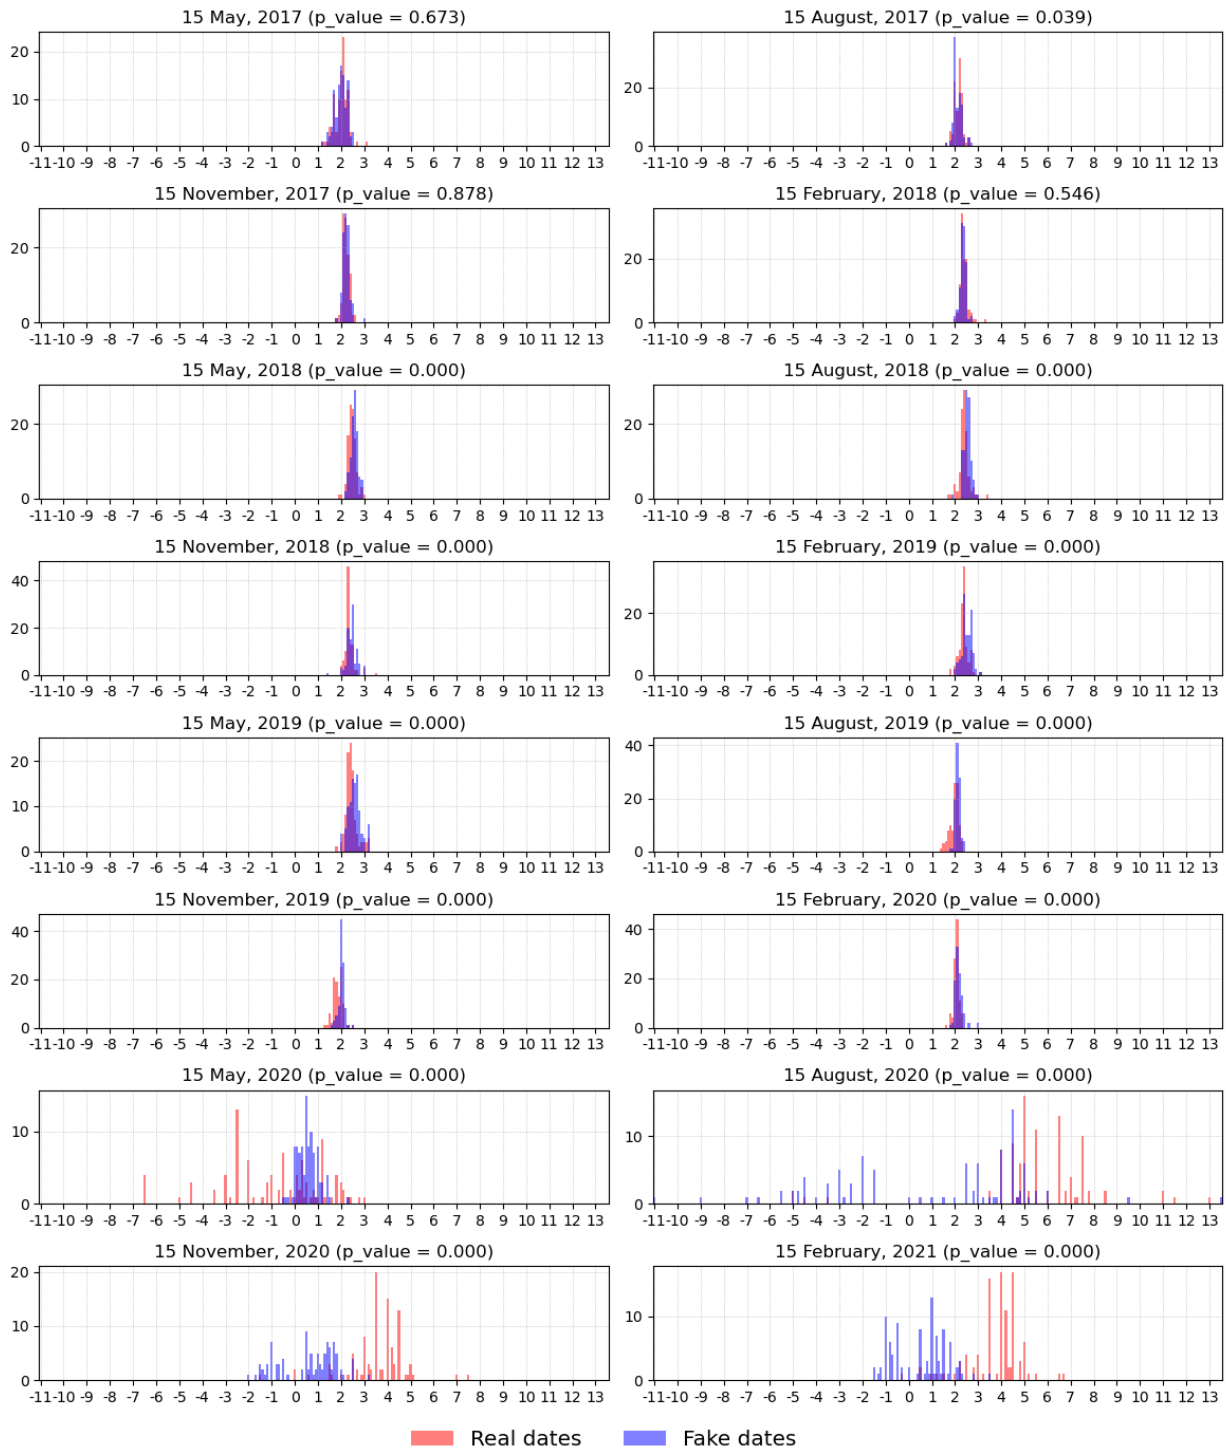 15 May, 2017 (p_value = 0.673)
20
10
0
-11 -10 -9 -8 -7 -6 -5 -4 -3 -2 -1 0 1 2 3 4 5 6 7 8 9 10 11 12 13
15 August, 2017 (p_value = 0.039)
20
0
-11 -10 -9 -8 -7 -6 -5 -4 -3 -2 -1 0 1 2 3 4 5 6 7 8 9 10 11 12 13
15 November, 2017 (p_value = 0.878)
20
0
-11 -10 -9 -8 -7 -6 -5 -4 -3 -2 -1 0 1 2 3 4 5 6 7 8 9 10 11 12 13
15 February, 2018 (p_value = 0.546)
20
0
-11 -10 -9 -8 -7 -6 -5 -4 -3 -2 -1 0 1 2 3 4 5 6 7 8 9 10 11 12 13
15 May, 2018 (p_value = 0.000)
20
0
-11 -10 -9 -8 -7 -6 -5 -4 -3 -2 -1 0 1 2 3 4 5 6 7 8 9 10 11 12 13
15 August, 2018 (p_value = 0.000)
20
0
-11 -10 -9 -8 -7 -6 -5 -4 -3 -2 -1 0 1 2 3 4 5 6 7 8 9 10 11 12 13
15 November, 2018 (p_value = 0.000)
40
20
0
-11 -10 -9 -8 -7 -6 -5 -4 -3 -2 -1 0 1 2 3 4 5 6 7 8 9 10 11 12 13
15 February, 2019 (p_value = 0.000)
20
0
-11 -10 -9 -8 -7 -6 -5 -4 -3 -2 -1 0 1 2 3 4 5 6 7 8 9 10 11 12 13
15 May, 2019 (p_value = 0.000)
20
10
0
-11 -10 -9 -8 -7 -6 -5 -4 -3 -2 -1 0 1 2 3 4 5 6 7 8 9 10 11 12 13
15 August, 2019 (p_value = 0.000)
40
20
0
-11 -10 -9 -8 -7 -6 -5 -4 -3 -2 -1 0 1 2 3 4 5 6 7 8 9 10 11 12 13
15 November, 2019 (p_value = 0.000)
40
20
0
-11 -10 -9 -8 -7 -6 -5 -4 -3 -2 -1 0 1 2 3 4 5 6 7 8 9 10 11 12 13
15 February, 2020 (p_value = 0.000)
40
20
0
-11 -10 -9 -8 -7 -6 -5 -4 -3 -2 -1 0 1 2 3 4 5 6 7 8 9 10 11 12 13
15 May, 2020 (p_value = 0.000)
10
0
-11 -10 -9 -8 -7 -6 -5 -4 -3 -2 -1 0 1 2 3 4 5 6 7 8 9 10 11 12 13
15 August, 2020 (p_value = 0.000)
10
0
-11 -10 -9 -8 -7 -6 -5 -4 -3 -2 -1 0 1 2 3 4 5 6 7 8 9 10 11 12 13
15 November, 2020 (p_value = 0.000)
20
10
0
-11 -10 -9 -8 -7 -6 -5 -4 -3 -2 -1 0 1 2 3 4 5 6 7 8 9 10 11 12 13
15 February, 2021 (p_value = 0.000)
10
0
-11 -10 -9 -8 -7 -6 -5 -4 -3 -2 -1 0 1 2 3 4 5 6 7 8 9 10 11 12 13
Real dates Fake dates